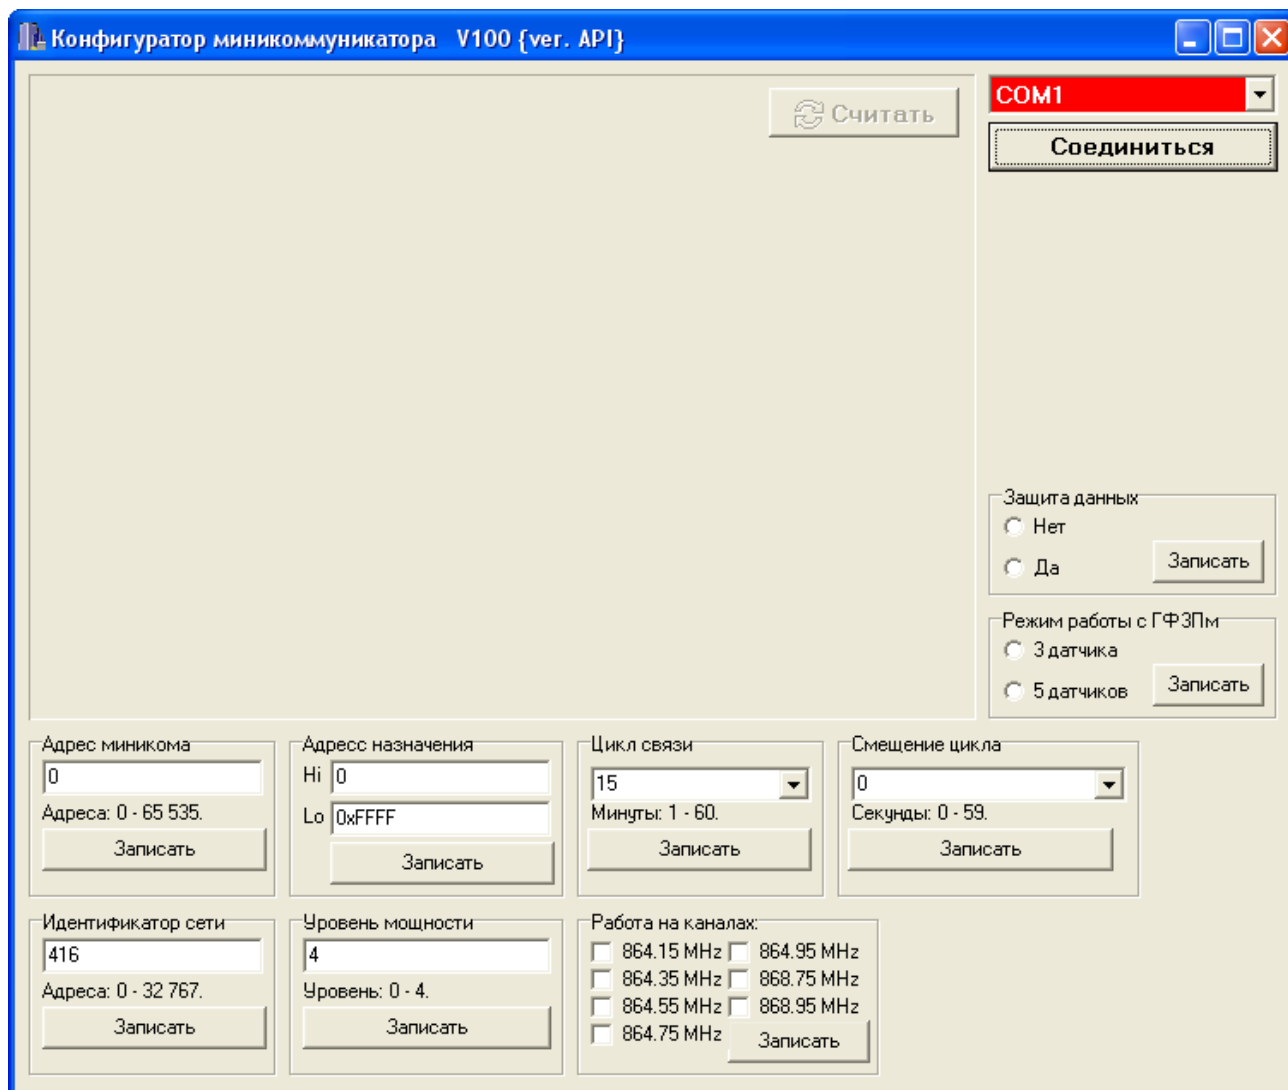 Конфигуратор миникоммуникатора V100 {ver. API}
Считать
COM1
Соединиться
Защита данных
Нет
Да
Записать
Режим работы с ГФЗПм
3 датчика
5 датчиков
Записать
Адрес миникома
0
Адреса: 0 - 65 535.
Записать
Адресс назначения
Hi 0
Lo 0xFFFF
Записать
Цикл связи
15
Минуты: 1 - 60.
Записать
Смещение цикла
0
Секунды: 0 - 59.
Записать
Идентификатор сети
416
Адреса: 0 - 32 767.
Записать
Уровень мощности
4
Уровень: 0 - 4.
Записать
Работа на каналах:
864.15 MHz 864.95 MHz
864.35 MHz 868.75 MHz
864.55 MHz 868.95 MHz
864.75 MHz Записать